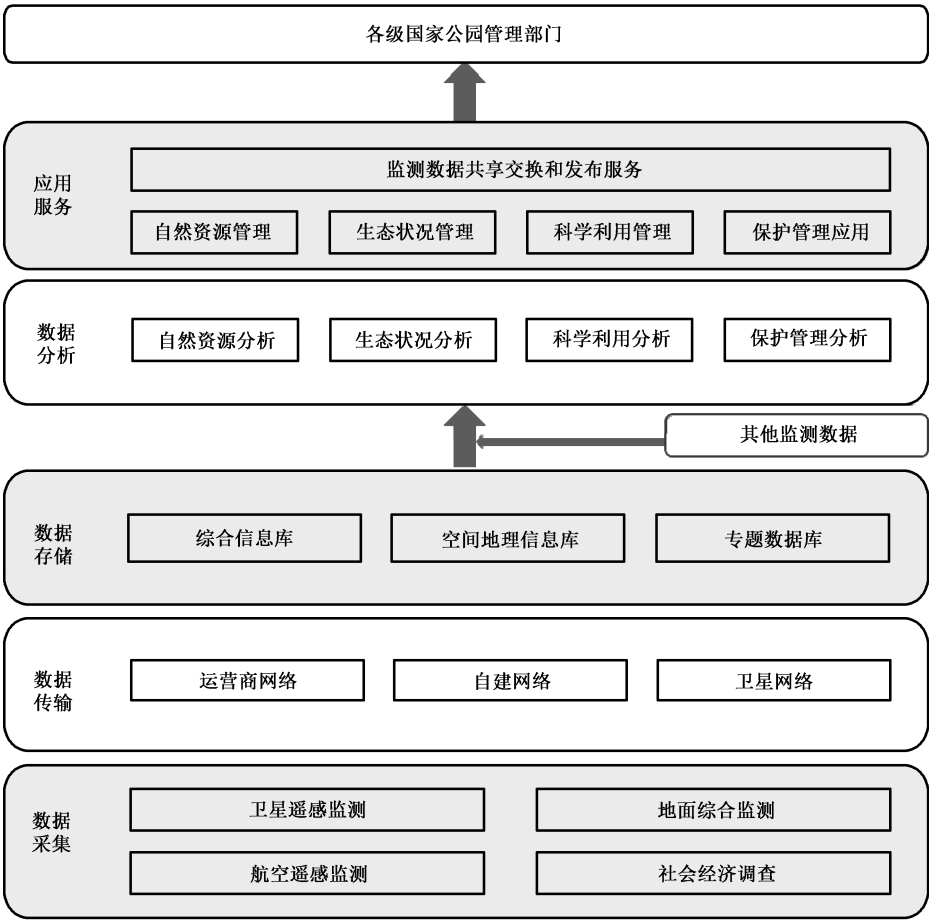 各级国家公园管理部门
应用
服务
监测数据共享交换和发布服务
自然资源管理
生态状况管理
科学利用管理
保护管理应用
数据
分析
自然资源分析
生态状况分析
科学利用分析
保护管理分析
其他监测数据
数据
存储
综合信息库
空间地理信息库
专题数据库
数据
传输
运营商网络
自建网络
卫星网络
数据
采集
卫星遥感监测
地面综合监测
航空遥感监测
社会经济调查